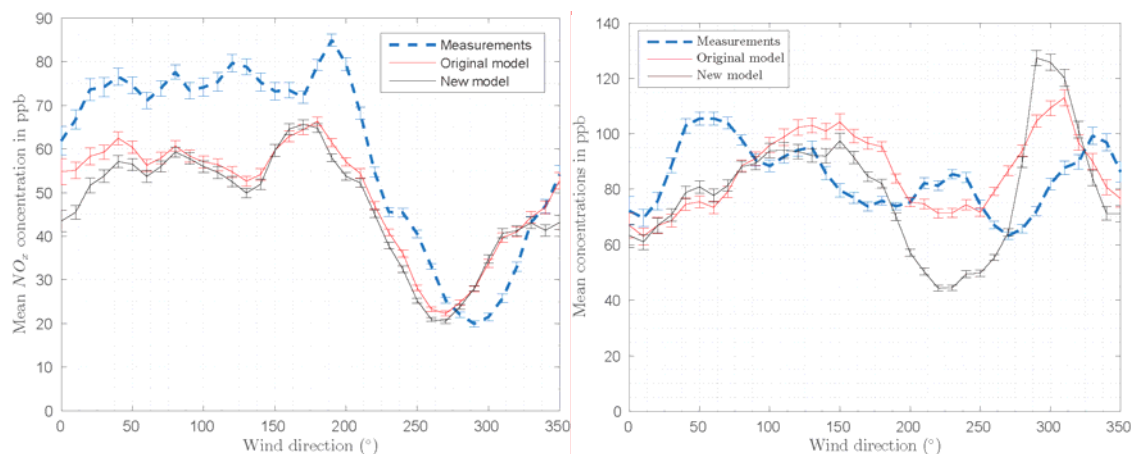 90
80
70
60
50
40
30
20
10
0
Mean NOx concentration in ppb
Measurements
Original model
New model
0 50 100 150 200 250 300 350
Wind direction (°)
140
120
100
80
60
40
20
0
Mean concentrations in ppb
Measurements
Original model
New model
0 50 100 150 200 250 300 350
Wind direction (°)